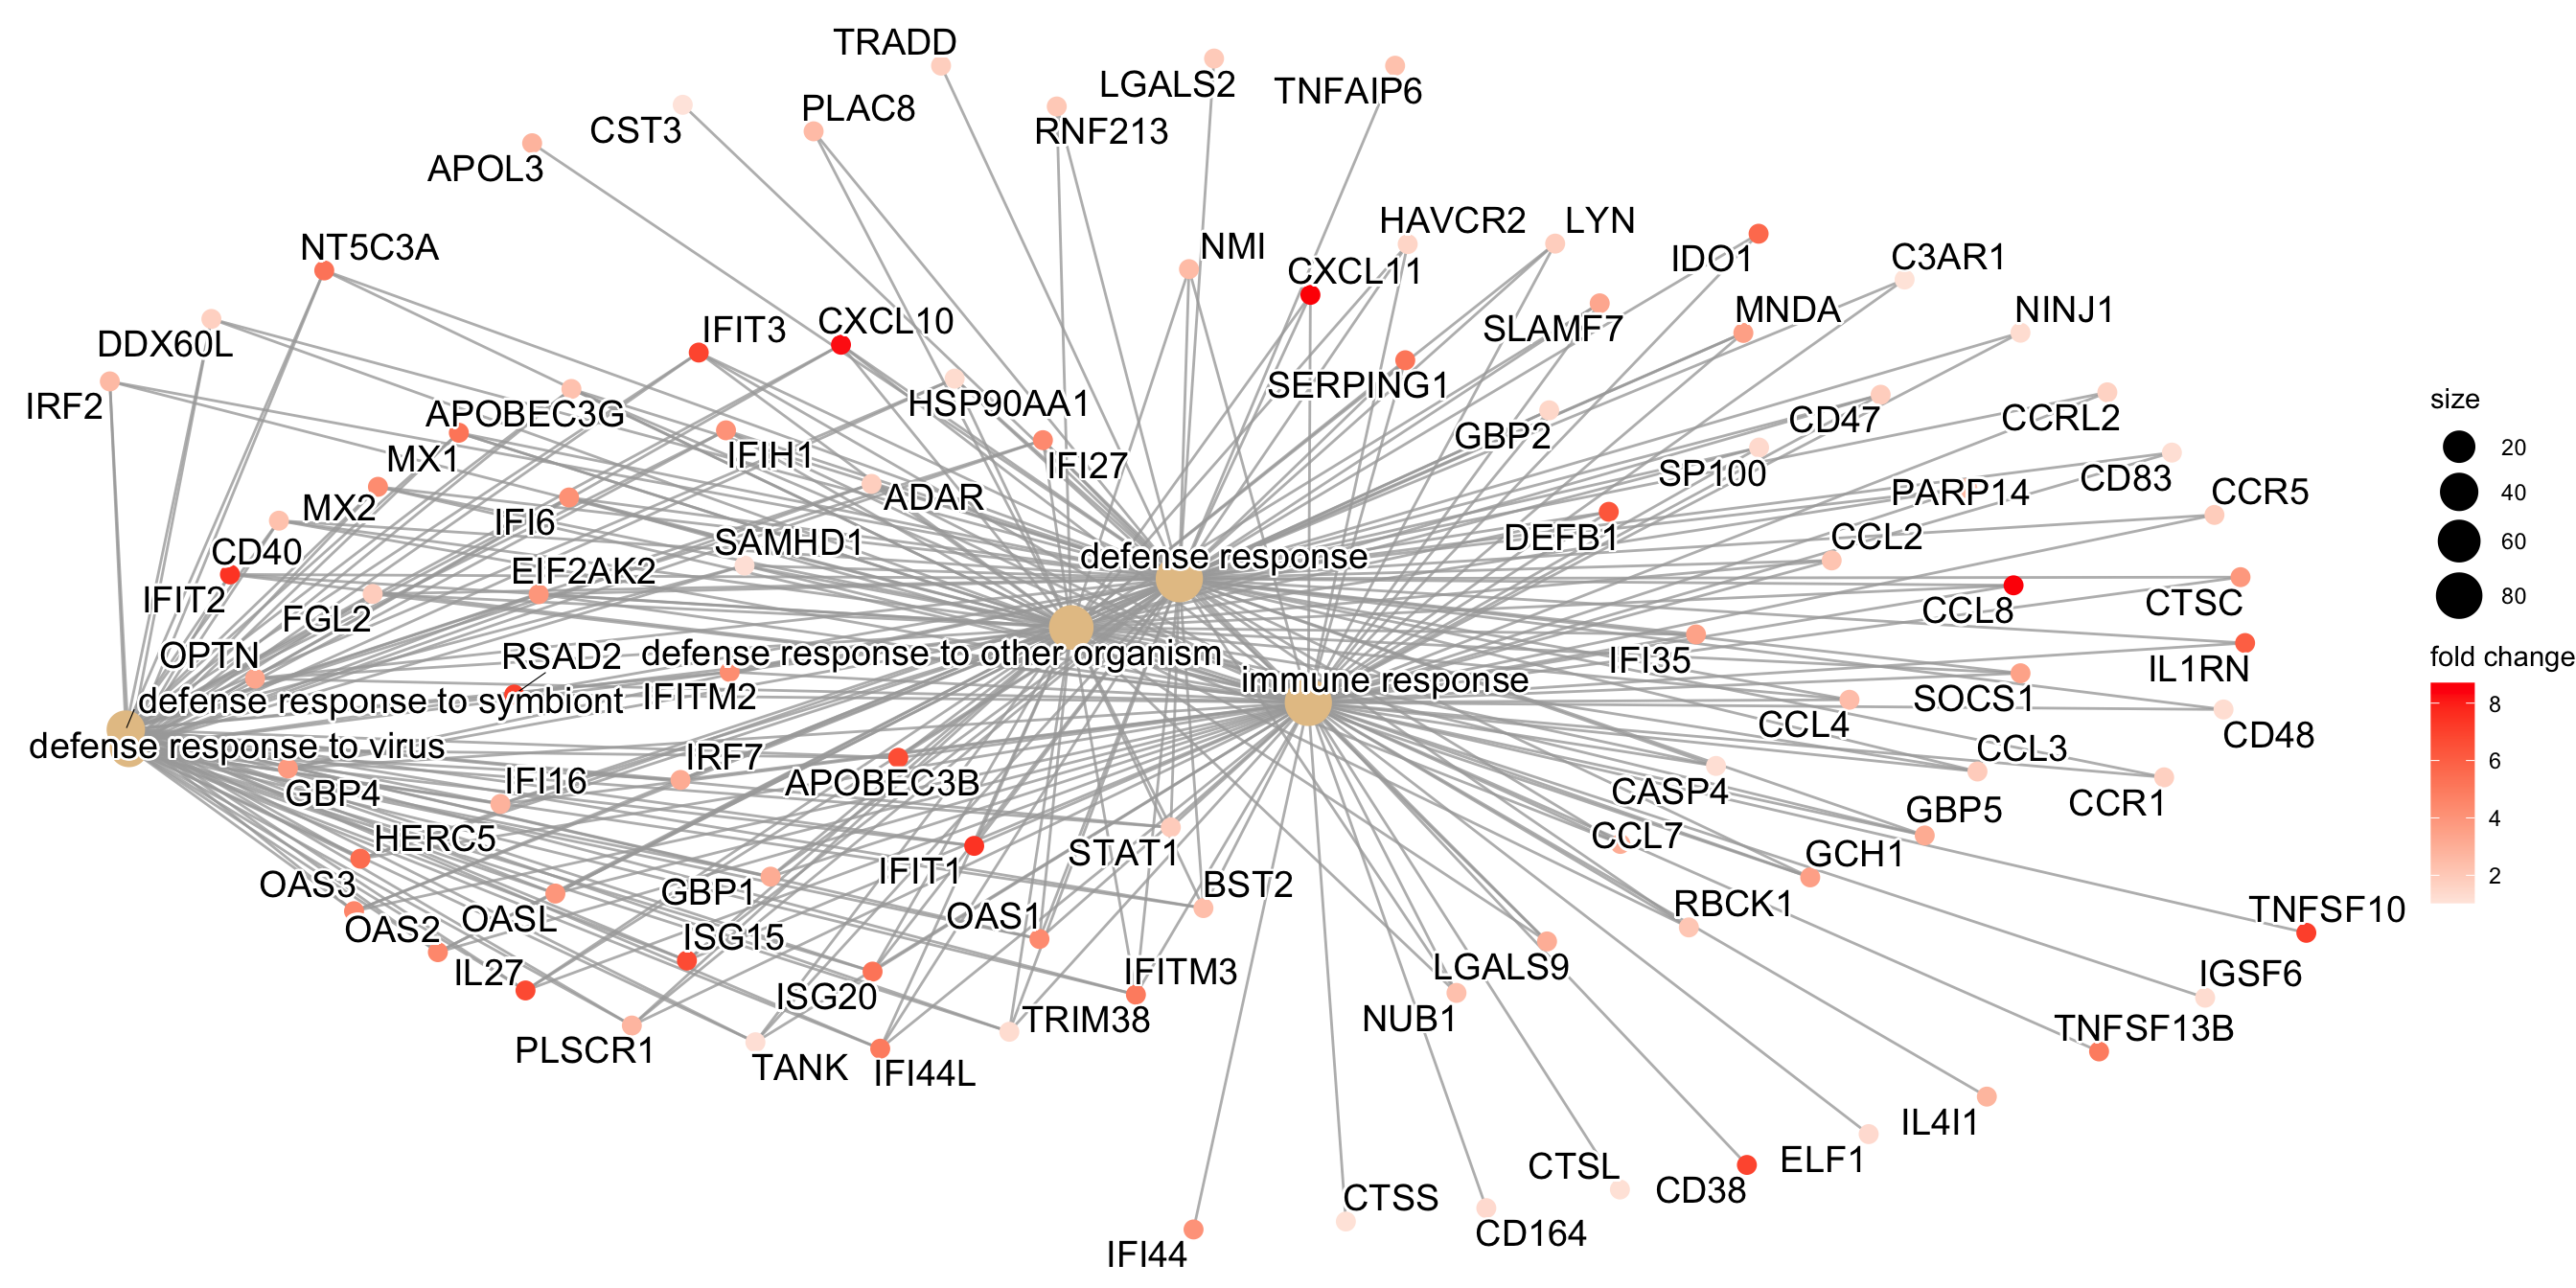 TRADD
LGALS2
TNFAIP6
CST3
PLAC8
RNF213
APOL3
NT5C3A
NMI
HAVCR2
LYN
CXCL11
IDO1
C3AR1
DDX60L
IFIT3
CXCL10
SLAMF7
MNDA
NINJ1
IRF2
APOBEC3G
HSP90AA1
SERPING1
GBP2
CD47
CCRL2
MX1
IFIH1
IFI27
SP100
CD83
MX2
IFI6
ADAR
PARP14
CCR5
CD40
SAMHD1
DEFB1
CCL2
defense response
IFIT2
EIF2AK2
FGL2
CCL8
CTSC
OPTN
RSAD2
defense response to other organism
IFI35
IL1RN
immune response
defense response to symbiont
IFITM2
SOCS1
CCL4
CD48
defense response to virus
IRF7
CCL3
GBP4
IFI16
APOBEC3B
CASP4
GBP5
CCR1
HERC5
STAT1
CCL7
GCH1
OAS3
GBP1
IFIT1
BST2
RBCK1
TNFSF10
OAS2
OASL
OAS1
ISG15
IL27
ISG20
IFITM3
LGALS9
IGSF6
NUB1
TRIM38
TNFSF13B
PLSCR1
TANK
IFI44L
IL4I1
CTSL
ELF1
CTSS
CD38
CD164
IFI44
size
20
40
60
80
fold change
8
6
4
2